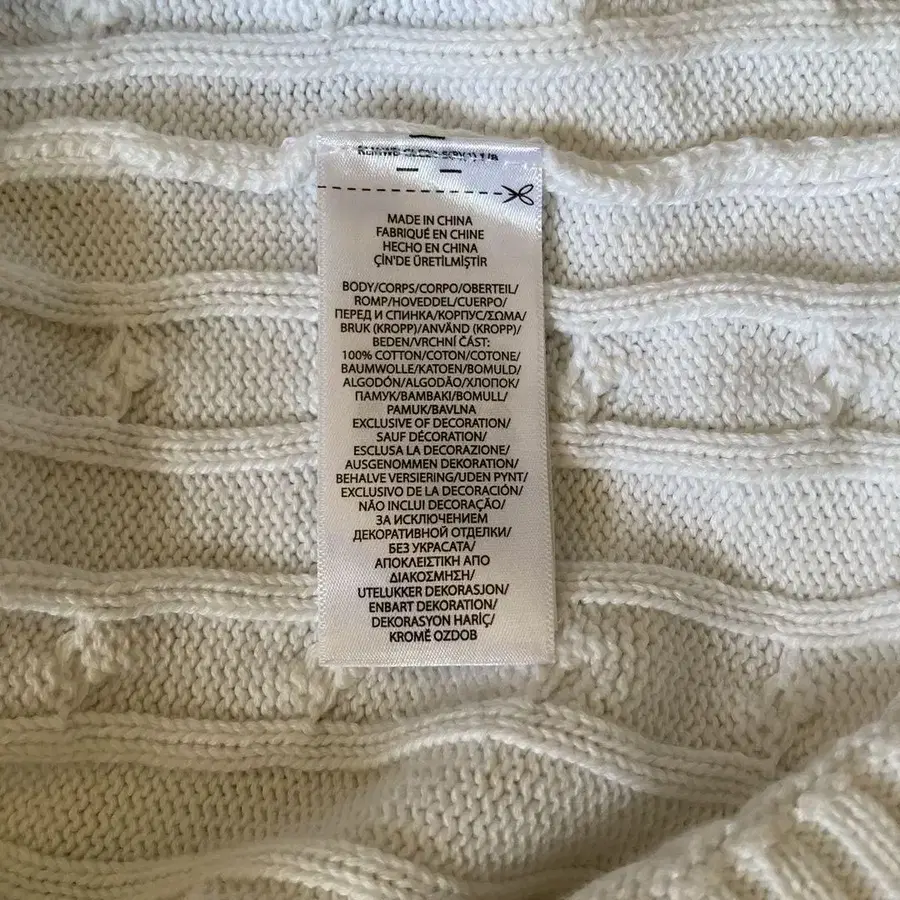 MADE IN CHINA
FABRIQUÉ EN CHINE
HECHO EN CHINA
ÇİN'DE ÜRETİLMİŞTİR
BODY/CORPS/CORPO/OBERTEIL/
ROMP/HOVEDDEL/CUERPO/
ПЕРЕД И СПИНКА/КОРПУС/ΣΩΜΑ/
BRUK (KROPP)/ANVÄND (KROPP)/
BEDEN/VRCHNÍ ČÁST:
100% COTTON/COTON/COTONE/
BAUMWOLLE/KATOEN/BOMULD/
ALGODÓN/ALGODÃO/ХЛОПОК/
ПАМУК/ΒΑΜΒΑΚΙ/BOMULL/
PAMUK/BAVLNA
EXCLUSIVE OF DECORATION/
SAUF DÉCORATION/
ESCLUSA LA DECORAZIONE/
AUSGENOMMEN DEKORATION/
BEHALVE VERSIERING/UDEN PYNT/
EXCLUSIVO DE LA DECORACIÓN/
NÃO INCLUI DECORAÇÃO/
ЗА ИСКЛЮЧЕНИЕМ
ДЕКОРАТИВНОЙ ОТДЕЛКИ/
БЕЗ УКРАСАТА/
ΑΠΟΚΛΕΙΣΤΙΚΗ ΑΠΟ
ΔΙΑΚΟΣΜΗΣΗ/
UTELUKKER DEKORASJON/
ENBART DEKORATION/
DEKORASYON HARİÇ/
KROMĚ OZDOB